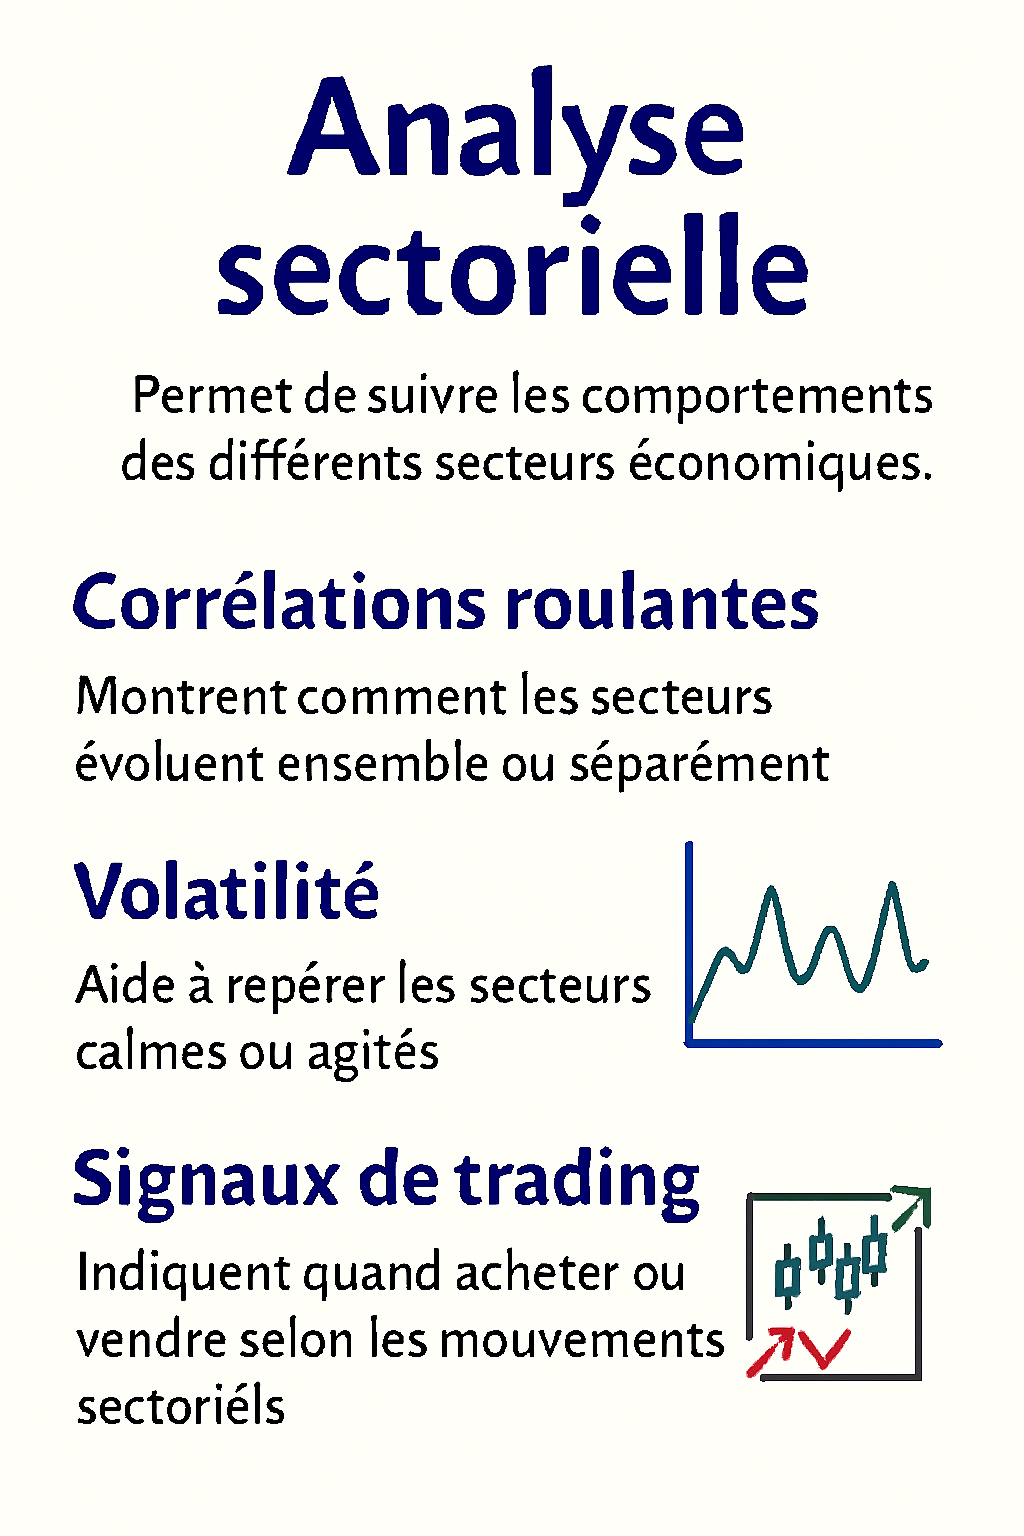 Analyse
sectorielle
Permet de suivre les comportements
des différents secteurs économiques.
Corrélations roulantes
Montrent comment les secteurs
évoluent ensemble ou séparément
Volatilité
Aide à repérer les secteurs
calmes ou agités
Signaux de trading
Indiquent quand acheter ou
vendre selon les mouvements
sectoriéls